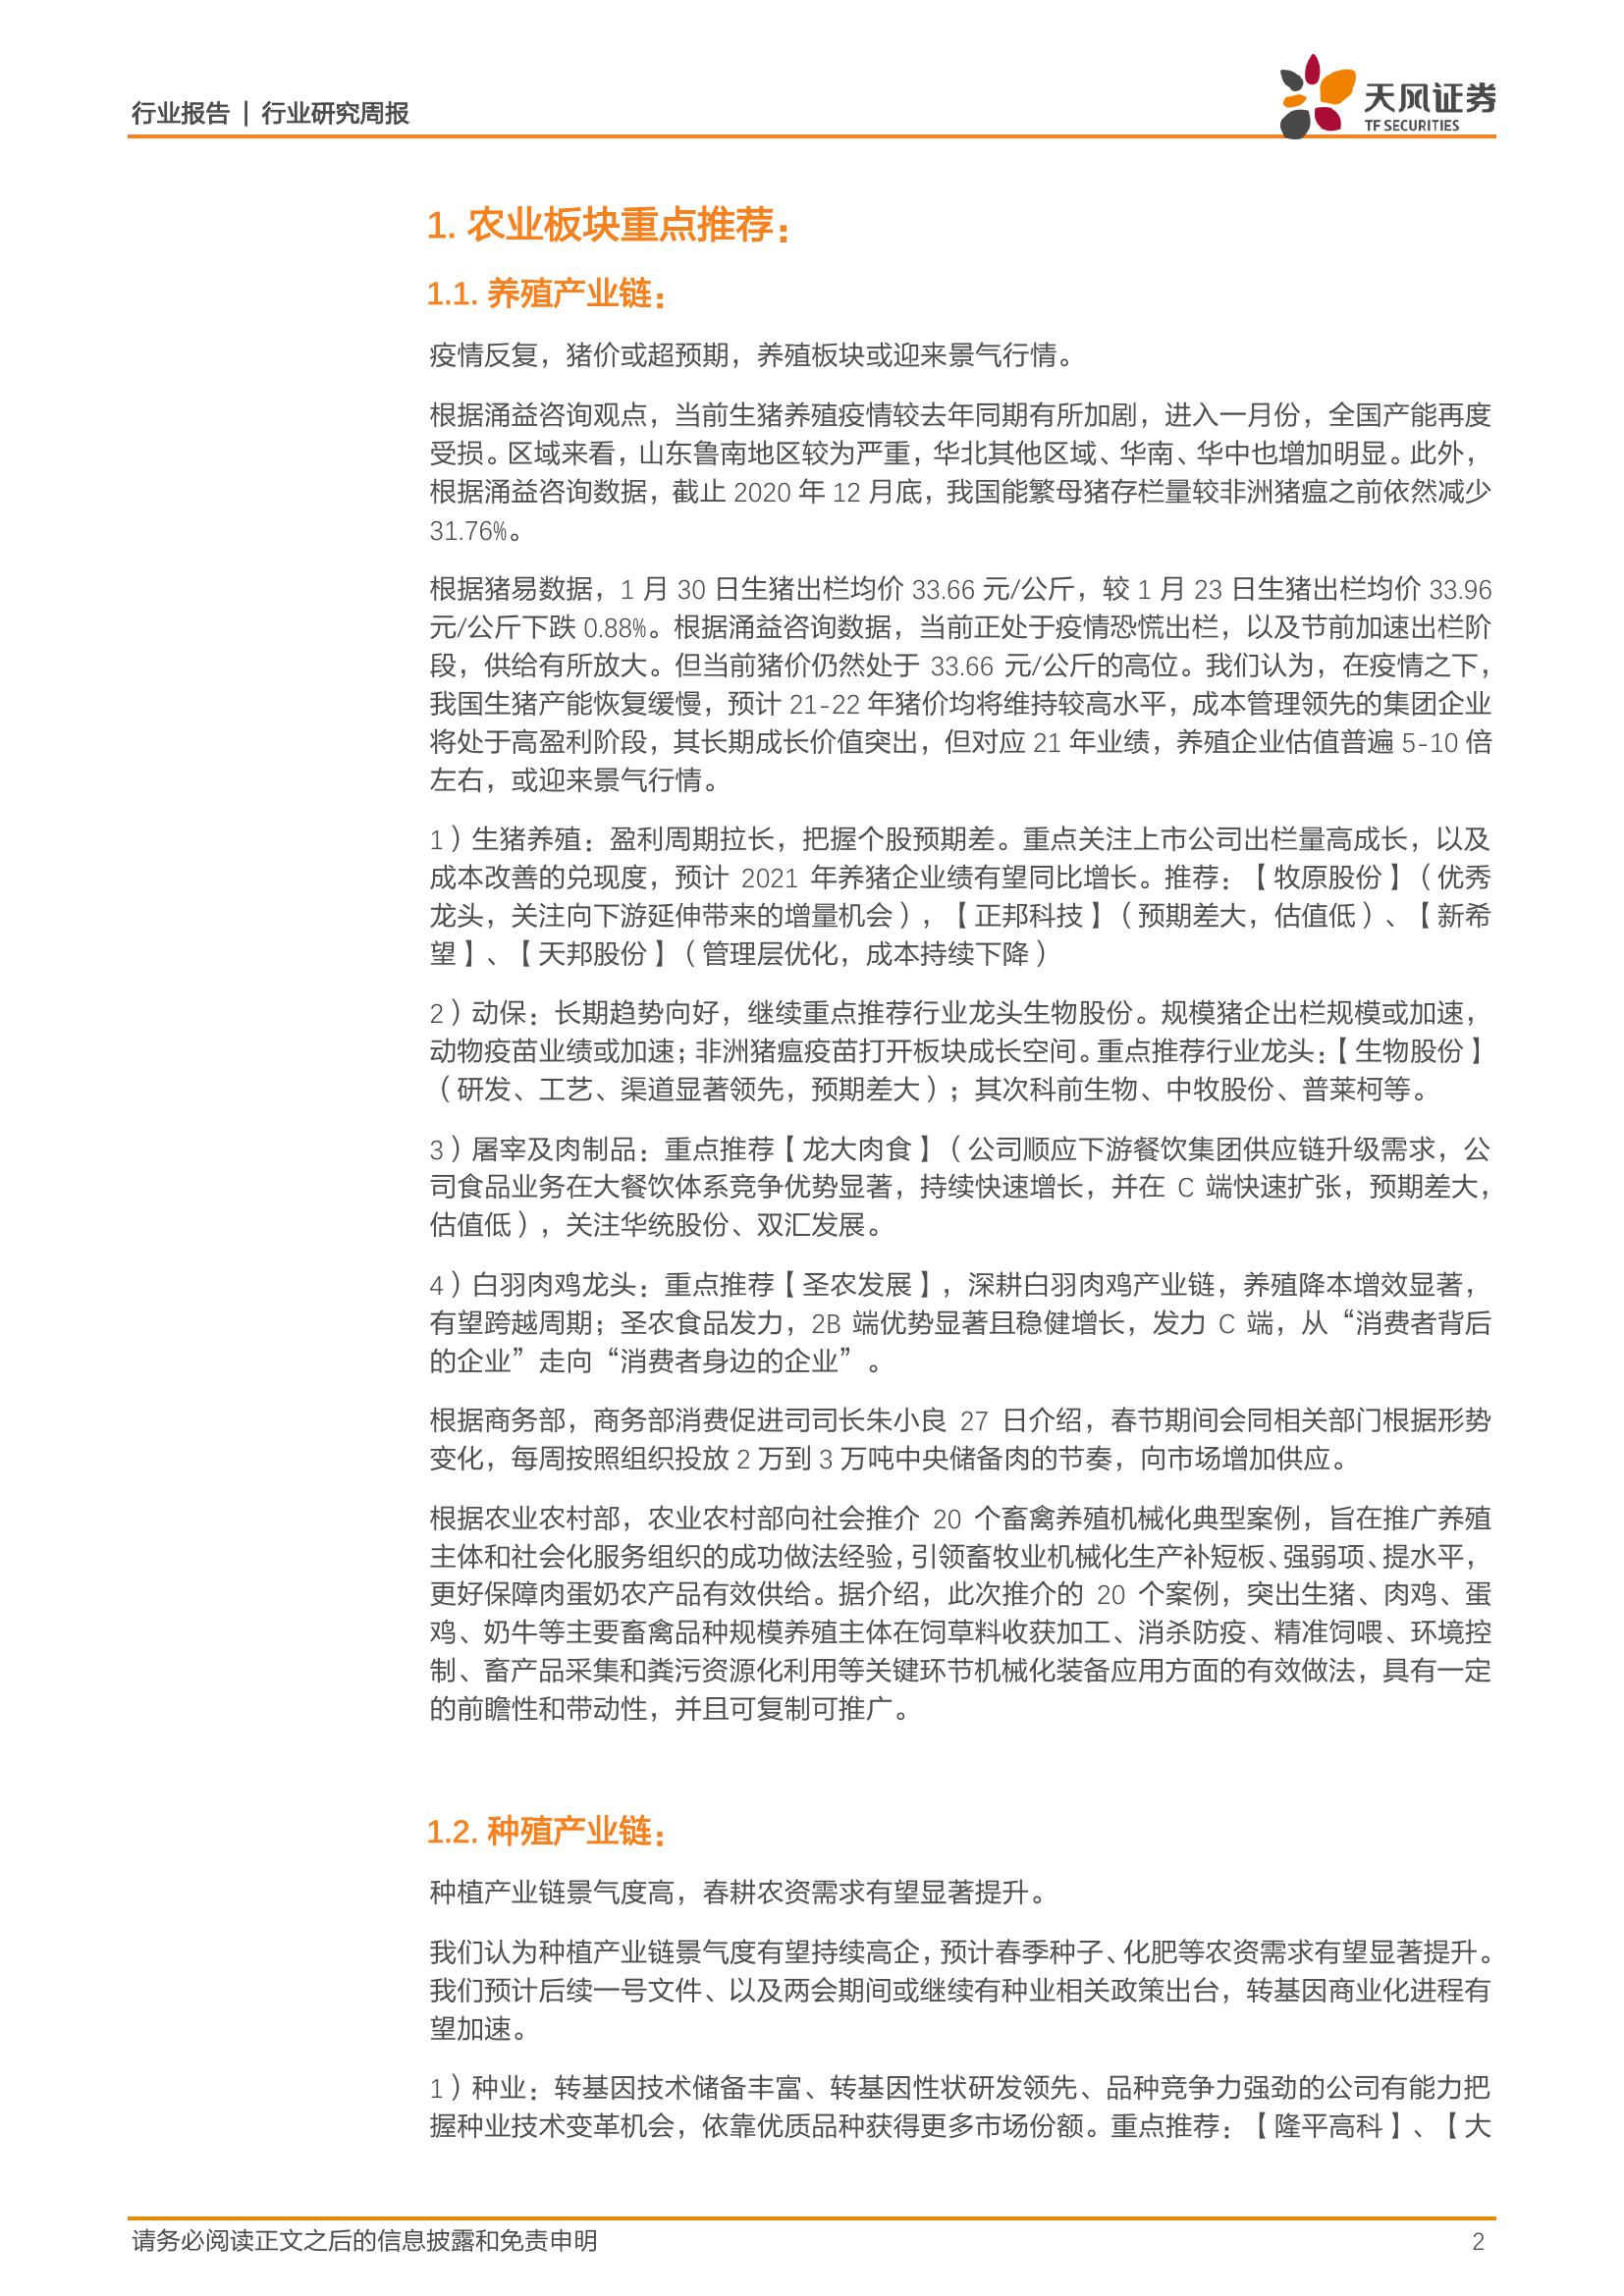 行业报告 | 行业研究周报
天风证券
TF SECURITIES
1. 农业板块重点推荐：
1.1. 养殖产业链：
疫情反复，猪价或超预期，养殖板块或迎来景气行情。
根据涌益咨询观点，当前生猪养殖疫情较去年同期有所加剧，进入一月份，全国产能再度
受损。区域来看，山东鲁南地区较为严重，华北其他区域、华南、华中也增加明显。此外，
根据涌益咨询数据，截止 2020 年 12 月底，我国能繁母猪存栏量较非洲猪瘟之前依然减少
31.76%。
根据猪易数据，1 月 30 日生猪出栏均价 33.66 元/公斤，较 1 月 23 日生猪出栏均价 33.96
元/公斤下跌 0.88%。根据涌益咨询数据，当前正处于疫情恐慌出栏，以及节前加速出栏阶
段，供给有所放大。但当前猪价仍然处于 33.66 元/公斤的高位。我们认为，在疫情之下，
我国生猪产能恢复缓慢，预计 21-22 年猪价均将维持较高水平，成本管理领先的集团企业
将处于高盈利阶段，其长期成长价值突出，但对应 21 年业绩，养殖企业估值普遍 5-10 倍
左右，或迎来景气行情。
1）生猪养殖：盈利周期拉长，把握个股预期差。重点关注上市公司出栏量高成长，以及
成本改善的兑现度，预计 2021 年养猪企业绩有望同比增长。推荐：【牧原股份】（优秀
龙头，关注向下游延伸带来的增量机会），【正邦科技】（预期差大，估值低）、【新希
望】、【天邦股份】（管理层优化，成本持续下降）
2）动保：长期趋势向好，继续重点推荐行业龙头生物股份。规模猪企出栏规模或加速，
动物疫苗业绩或加速；非洲猪瘟疫苗打开板块成长空间。重点推荐行业龙头：【生物股份】
（研发、工艺、渠道显著领先，预期差大）；其次科前生物、中牧股份、普莱柯等。
3）屠宰及肉制品：重点推荐【龙大肉食】（公司顺应下游餐饮集团供应链升级需求，公
司食品业务在大餐饮体系竞争优势显著，持续快速增长，并在 C 端快速扩张，预期差大，
估值低），关注华统股份、双汇发展。
4）白羽肉鸡龙头：重点推荐【圣农发展】，深耕白羽肉鸡产业链，养殖降本增效显著，
有望跨越周期；圣农食品发力，2B 端优势显著且稳健增长，发力 C 端，从“消费者背后
的企业”走向“消费者身边的企业”。
根据商务部，商务部消费促进司司长朱小良 27 日介绍，春节期间会同相关部门根据形势
变化，每周按照组织投放 2 万到 3 万吨中央储备肉的节奏，向市场增加供应。
根据农业农村部，农业农村部向社会推介 20 个畜禽养殖机械化典型案例，旨在推广养殖
主体和社会化服务组织的成功做法经验，引领畜牧业机械化生产补短板、强弱项、提水平，
更好保障肉蛋奶农产品有效供给。据介绍，此次推介的 20 个案例，突出生猪、肉鸡、蛋
鸡、奶牛等主要畜禽品种规模养殖主体在饲草料收获加工、消杀防疫、精准饲喂、环境控
制、畜产品采集和粪污资源化利用等关键环节机械化装备应用方面的有效做法，具有一定
的前瞻性和带动性，并且可复制可推广。
1.2. 种殖产业链：
种植产业链景气度高，春耕农资需求有望显著提升。
我们认为种植产业链景气度有望持续高企，预计春季种子、化肥等农资需求有望显著提升。
我们预计后续一号文件、以及两会期间或继续有种业相关政策出台，转基因商业化进程有
望加速。
1）种业：转基因技术储备丰富、转基因性状研发领先、品种竞争力强劲的公司有能力把
握种业技术变革机会，依靠优质品种获得更多市场份额。重点推荐：【隆平高科】、【大
请务必阅读正文之后的信息披露和免责申明
2